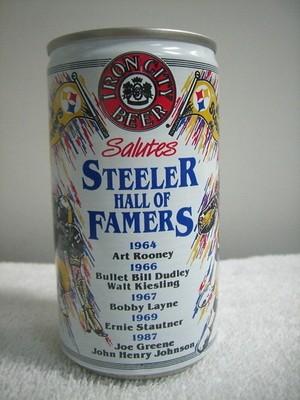 IRON CITY
BEER
Salutes
STEELER
HALL OF
FAMERS
1964
Art Rooney
1966
Bullet Bill Dudley
Walt Kiesling
1967
Bobby Layne
1969
Ernie Stautner
1987
Joe Greene
John Henry Johnson